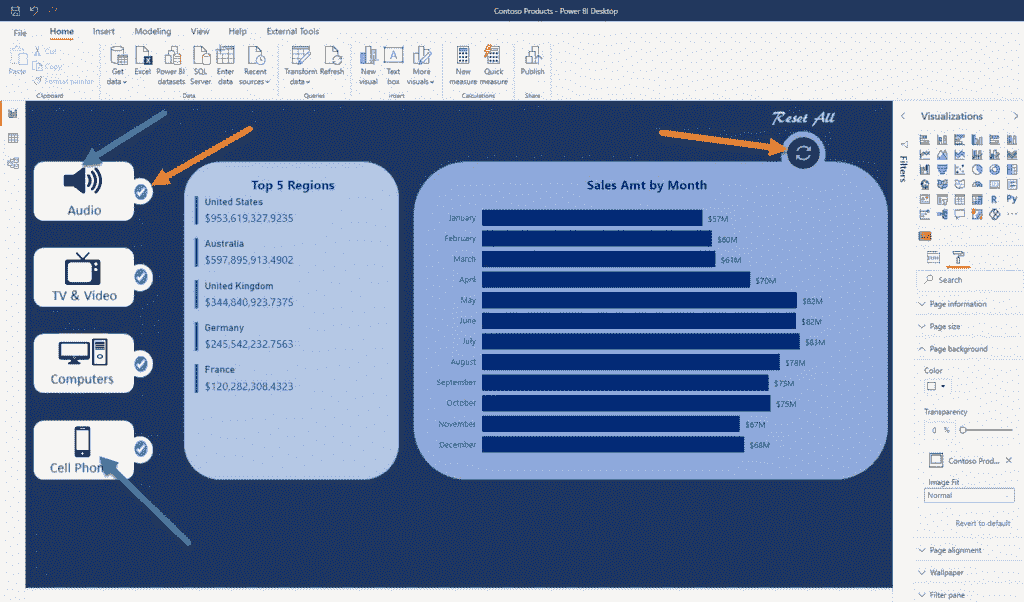 Contoso Products - Power BI Desktop
File Home Insert Modeling View Help External Tools
Paste Cut Copy Format painter
Get data Excel Power BI datasets SQL Server Enter data Recent sources
Transform data Refresh
New visual Text box More visuals
New measure Quick measure
Publish
Clipboard Data Queries Insert Calculations Share
Reset All
Audio
TV & Video
Computers
Cell Phon
Top 5 Regions
United States
$953,619,327.9235
Australia
$597,895,913.4902
United Kingdom
$344,840,923.7375
Germany
$245,542,232.7563
France
$120,282,308.4323
Sales Amt by Month
January $57M
February $60M
March $61M
April $70M
May $82M
June $82M
July $83M
August $78M
September $75M
October $75M
November $67M
December $68M
Filters
Visualizations
R Py
Search
Page information
Page size
Page background
Color
Transparency
0 %
Contoso Prod...
Image Fit
Normal
Revert to default
Page alignment
Wallpaper
Filter pane